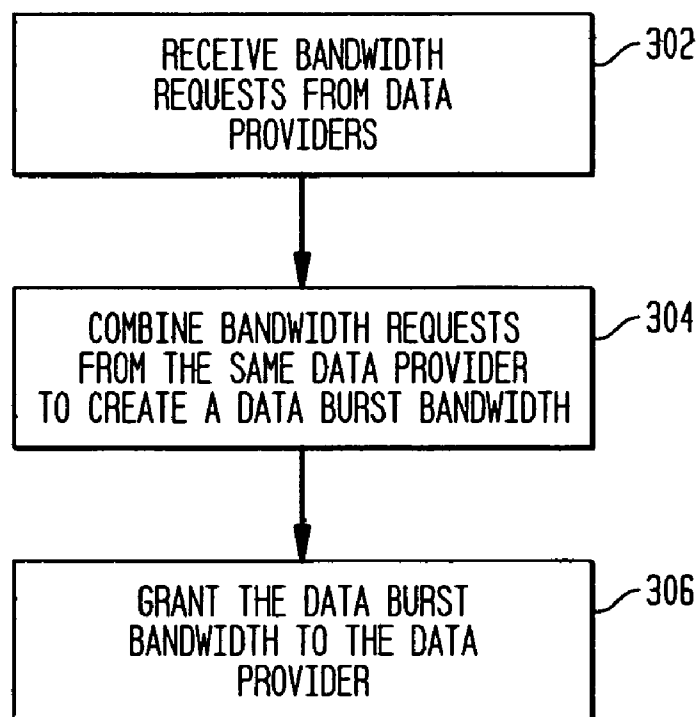 RECEIVE BANDWIDTH
REQUESTS FROM DATA
PROVIDERS
302
COMBINE BANDWIDTH REQUESTS
FROM THE SAME DATA PROVIDER
TO CREATE A DATA BURST BANDWIDTH
304
GRANT THE DATA BURST
BANDWIDTH TO THE DATA
PROVIDER
306